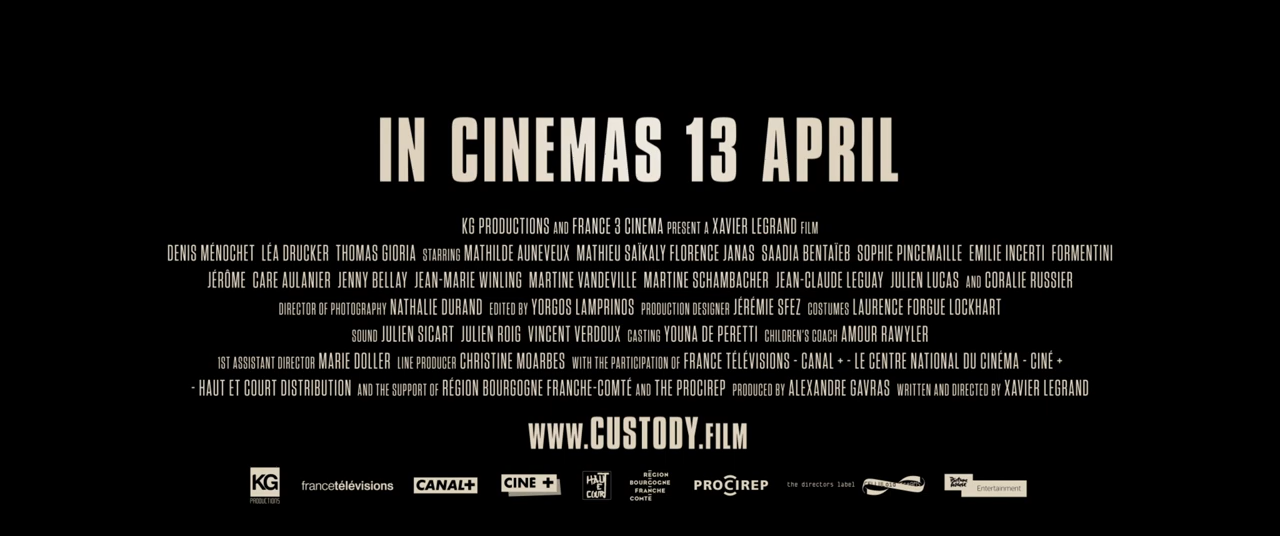 IN CINEMAS 13 APRIL
KG PRODUCTIONS AND FRANCE 3 CINEMA PRESENT A XAVIER LEGRAND FILM
DENIS MÉNOCHET LÉA DRUCKER THOMAS GIORIA STARRING MATHILDE AUNEVEUX MATHIEU SAÏKALY FLORENCE JANAS SAADIA BENTAÏEB SOPHIE PINCEMAILLE EMILIE INCERTI FORMENTINI
JÉRÔME CARE AULANIER JENNY BELLAY JEAN-MARIE WINLING MARTINE VANDEVILLE MARTINE SCHAMBACHER JEAN-CLAUDE LEGUAY JULIEN LUCAS AND CORALIE RUSSIER
DIRECTOR OF PHOTOGRAPHY NATHALIE DURAND EDITED BY YORGOS LAMPRINOS PRODUCTION DESIGNER JÉRÉMIE SFEZ COSTUMES LAURENCE FORGUE LOCKHART
SOUND JULIEN SICART JULIEN ROIG VINCENT VERDOUX CASTING YOUNA DE PERETTI CHILDREN'S COACH AMOUR RAWYLER
1ST ASSISTANT DIRECTOR MARIE DOLLER LINE PRODUCER CHRISTINE MOARBES WITH THE PARTICIPATION OF FRANCE TÉLÉVISIONS - CANAL + - LE CENTRE NATIONAL DU CINÉMA - CINÉ +
- HAUT ET COURT DISTRIBUTION AND THE SUPPORT OF RÉGION BOURGOGNE FRANCHE-COMTÉ AND THE PROCIREP PRODUCED BY ALEXANDRE GAVRAS WRITTEN AND DIRECTED BY XAVIER LEGRAND
WWW.CUSTODY.FILM
KG PRODUCTIONS francetélévisions CANAL+ CINE + HAUT ET COURT RÉGION BOURGOGNE FRANCHE COMTÉ PROCIREP the directors label Entertainment